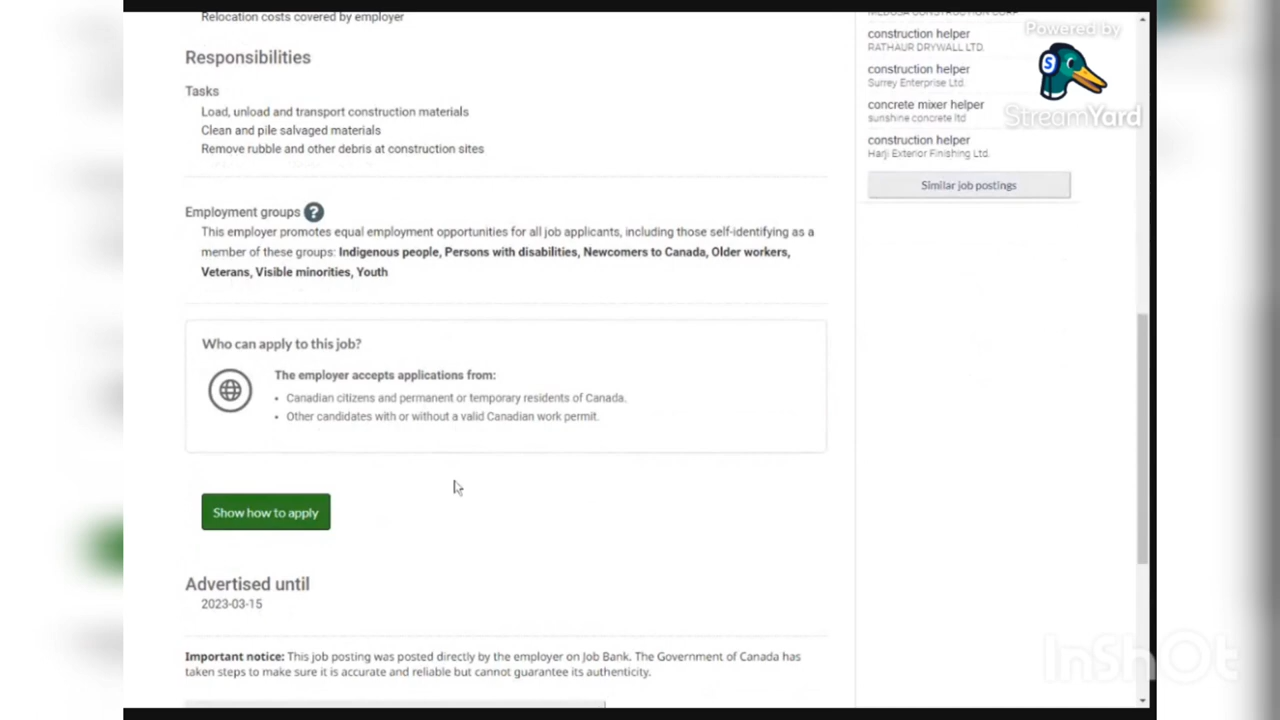 Relocation costs covered by employer
Responsibilities
Tasks
Load, unload and transport construction materials
Clean and pile salvaged materials
Remove rubble and other debris at construction sites
Employment groups ?
This employer promotes equal employment opportunities for all job applicants, including those self-identifying as a
member of these groups: Indigenous people, Persons with disabilities, Newcomers to Canada, Older workers,
Veterans, Visible minorities, Youth
Who can apply to this job?
The employer accepts applications from:
• Canadian citizens and permanent or temporary residents of Canada.
• Other candidates with or without a valid Canadian work permit.
Show how to apply
Advertised until
2023-03-15
Important notice: This job posting was posted directly by the employer on Job Bank. The Government of Canada has
taken steps to make sure it is accurate and reliable but cannot guarantee its authenticity.
MEDUSA CONSTRUCTION CORP.
construction helper
RATHAUR DRYWALL LTD.
construction helper
Surrey Enterprise Ltd.
concrete mixer helper
sunshine concrete ltd
construction helper
Harji Exterior Finishing Ltd.
Similar job postings
Powered by
S
StreamYard
InShOt